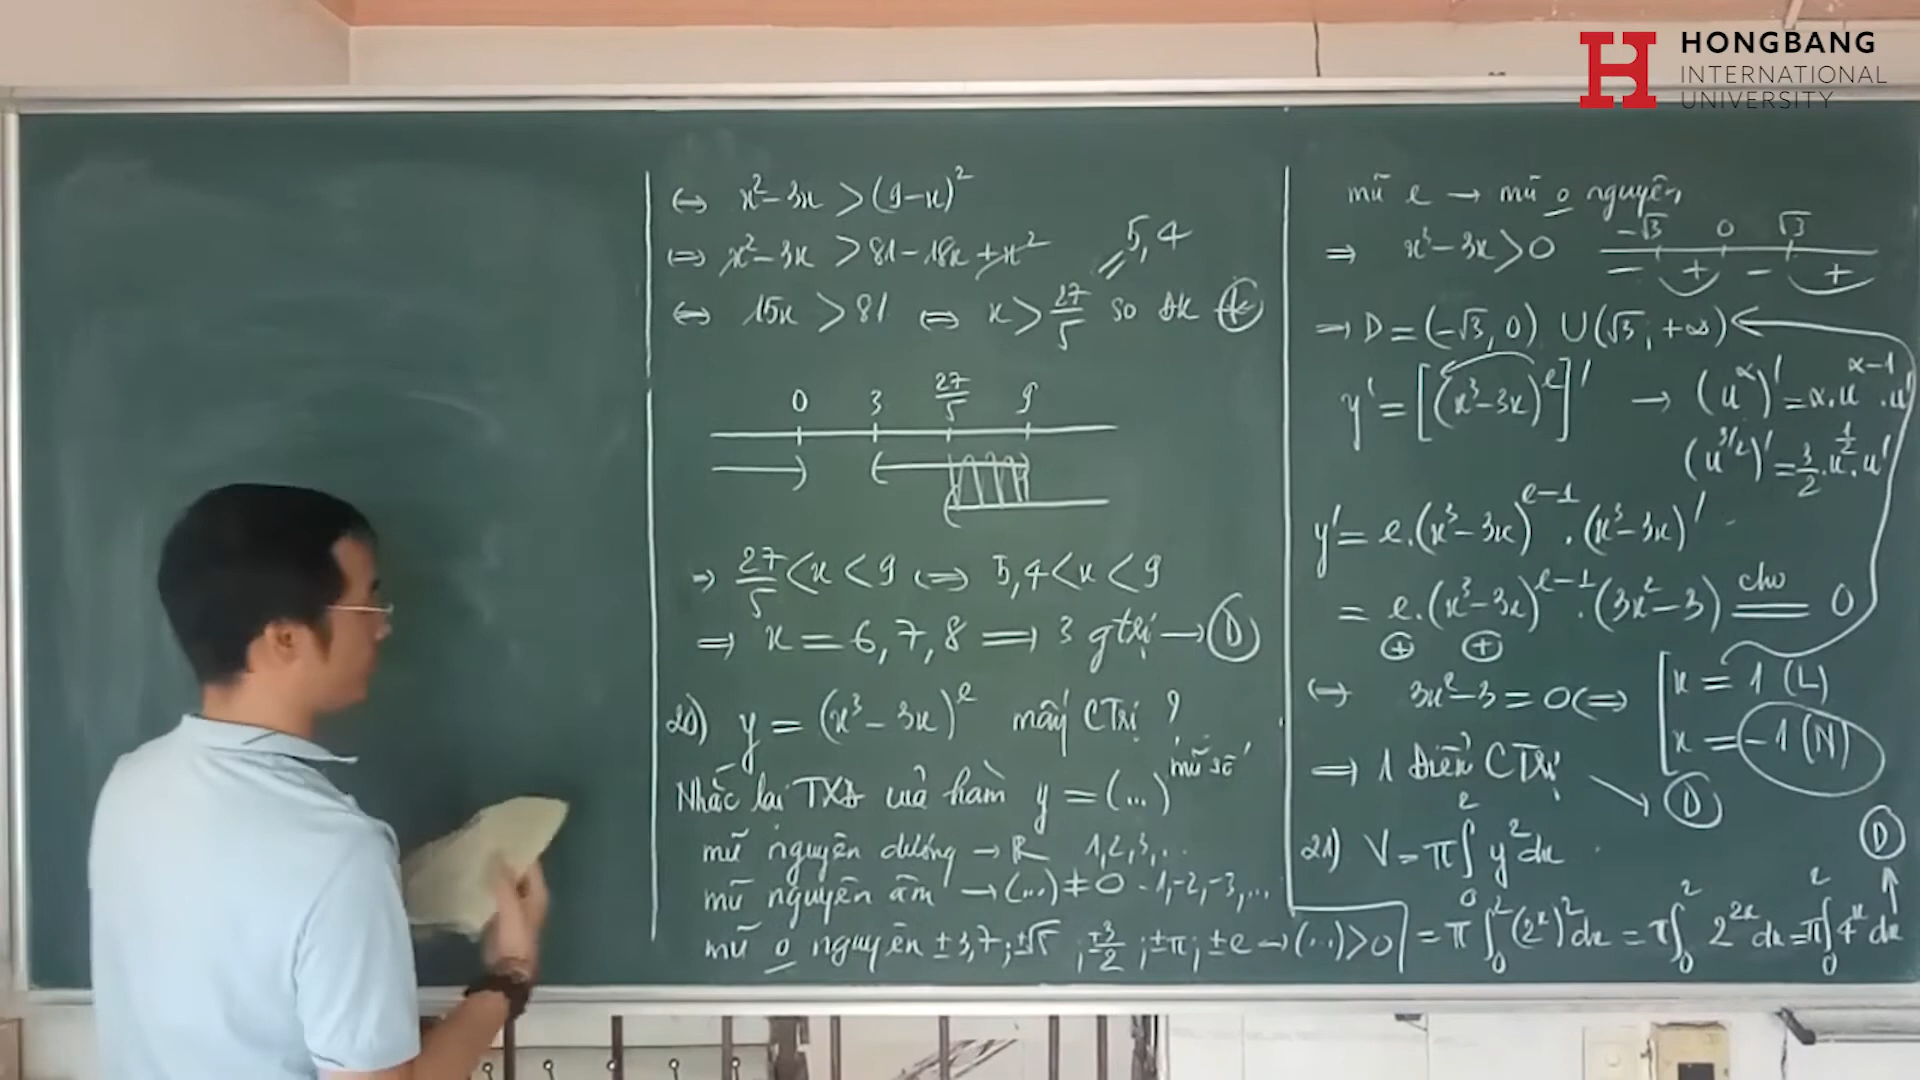 HONGBANG
INTERNATIONAL
UNIVERSITY
⇔ x² - 3x > (9-x)²
⇔ x² - 3x > 81 - 18x + x²
5,4
⇔ 15x > 81 ⇔ x > 27/5 so ĐK
0 3 27/5 9
⇒ 27/5 < x < 9 ⇔ 5,4 < x < 9
⇒ x = 6, 7, 8 ⇒ 3 gtrị → D
20) y = (x³ - 3x)^e mấy CTrị ?
Nhắc lại TXĐ của hàm y = (...)^mũ số
mũ nguyên dương → R 1, 2, 3, ..
mũ nguyên âm → (...) ≠ 0 -1, -2, -3, ...
mũ o nguyên ± 3,7 ; ±√5 ; ±3/2 ; ±π ; ±e → (...) > 0
mũ e → mũ o nguyên
⇒ x³ - 3x > 0 -√3 0 √3
- + - +
⇒ D = (-√3, 0) ∪ (√3; +∞)
y' = [(x³-3x)^e]' → (u^α)' = α.u^(α-1).u'
(u^(3/2))' = 3/2.u^(1/2).u'
y' = e.(x³-3x)^(e-1).(x³-3x)'
= e.(x³-3x)^(e-1).(3x²-3) cho = 0
+ +
⇔ 3x²-3 = 0 ⇔ [x = 1 (L)
[x = -1 (N)
⇒ 1 điểm CTrị D
21) V = π∫₀² y² dx
D
= π∫₀² (2^x)² dx = π∫₀² 2^(2x) dx = π∫₀² 4^x dx